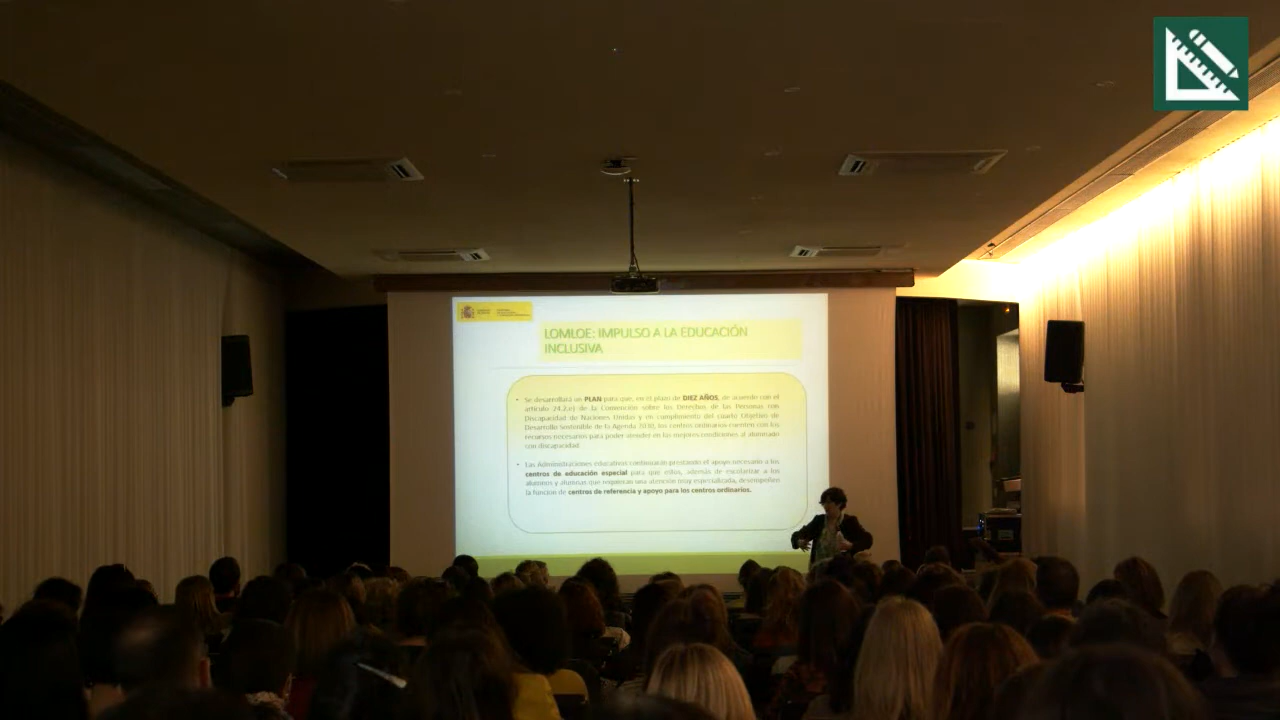 LOMLOE: IMPULSO A LA EDUCACIÓN
INCLUSIVA
• Se desarrollará un PLAN para que, en el plazo de DIEZ AÑOS, de acuerdo con el
artículo 24.2.e) de la Convención sobre los Derechos de las Personas con
Discapacidad de Naciones Unidas y en cumplimiento del cuarto Objetivo de
Desarrollo Sostenible de la Agenda 2030, los centros ordinarios cuenten con los
recursos necesarios para poder atender en las mejores condiciones al alumnado
con discapacidad
• Las Administraciones educativas continuarán prestando el apoyo necesario a los
centros de educación especial para que ellos, además de escolarizar a los
alumnos y alumnas que requieran una atención muy especializada, desempeñen
la función de centros de referencia y apoyo para los centros ordinarios.